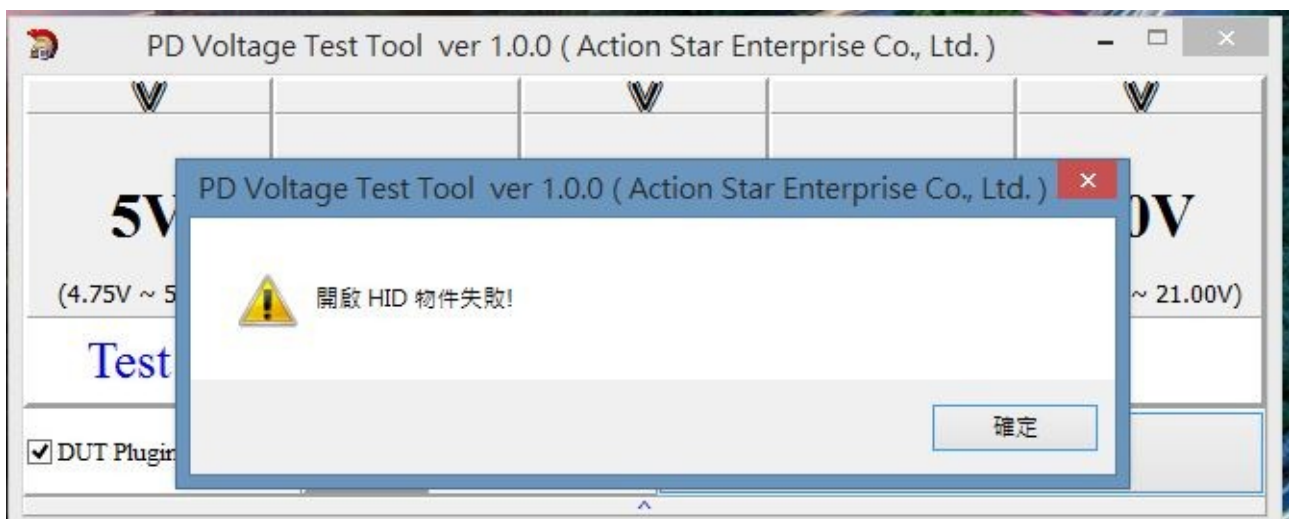 PD Voltage Test Tool ver 1.0.0 ( Action Star Enterprise Co., Ltd. )
PD Voltage Test Tool ver 1.0.0 ( Action Star Enterprise Co., Ltd. )
5V
0V
開啟 HID 物件失敗!
(4.75V ~ 5
~ 21.00V)
Test
確定
DUT Plugin